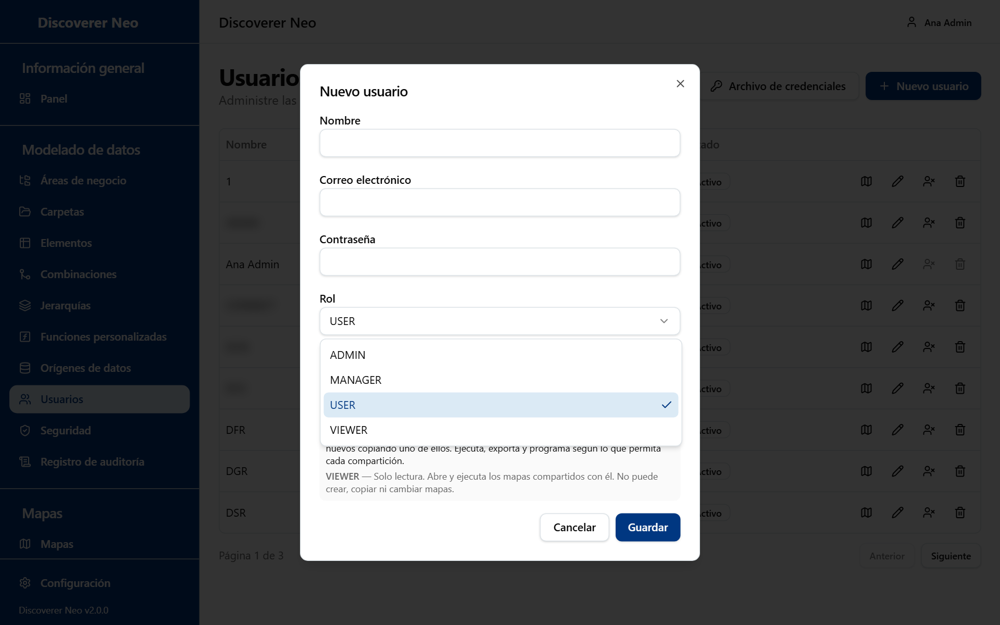 Discoverer Neo
Información general
Panel
Modelado de datos
Áreas de negocio
Carpetas
Elementos
Combinaciones
Jerarquías
Funciones personalizadas
Orígenes de datos
Usuarios
Seguridad
Registro de auditoría
Mapas
Mapas
Configuración
Discoverer Neo v2.0.0
Discoverer Neo
Ana Admin
Usuario
Administre las
Archivo de credenciales
+ Nuevo usuario
Nombre
tado
1
ctivo
ctivo
Ana Admin
ctivo
ctivo
ctivo
ctivo
DFR
ctivo
DGR
ctivo
DSR
ctivo
Página 1 de 3
Anterior
Siguiente
Nuevo usuario
Nombre
Correo electrónico
Contraseña
Rol
USER
ADMIN
MANAGER
USER
VIEWER
nuevos copiando uno de ellos. Ejecuta, exporta y programa según lo que permita
cada compartición.
VIEWER — Solo lectura. Abre y ejecuta los mapas compartidos con él. No puede
crear, copiar ni cambiar mapas.
Cancelar
Guardar